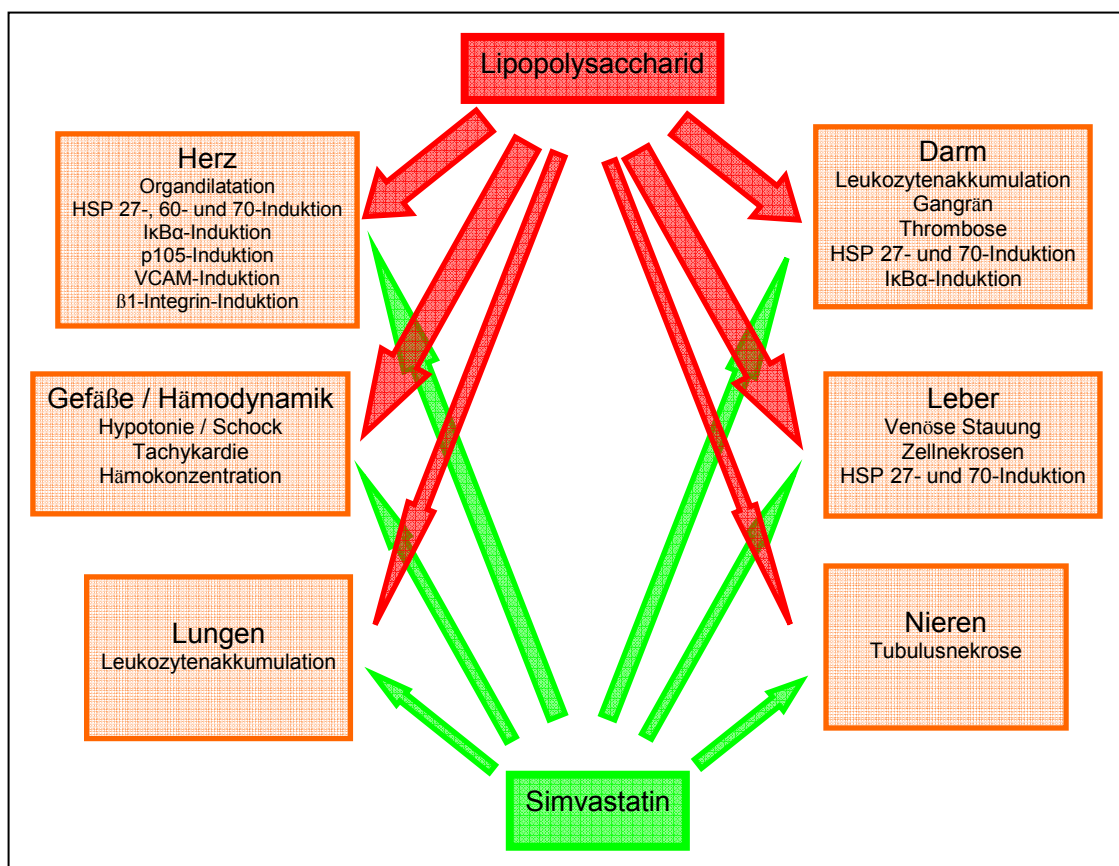 Lipopolysaccharid
Herz
Organdilatation
HSP 27-, 60- und 70-Induktion
IκBα-Induktion
p105-Induktion
VCAM-Induktion
ß1-Integrin-Induktion
Darm
Leukozytenakkumulation
Gangrän
Thrombose
HSP 27- und 70-Induktion
IκBα-Induktion
Gefäße / Hämodynamik
Hypotonie / Schock
Tachykardie
Hämokonzentration
Leber
Venöse Stauung
Zellnekrosen
HSP 27- und 70-Induktion
Lungen
Leukozytenakkumulation
Nieren
Tubulusnekrose
Simvastatin